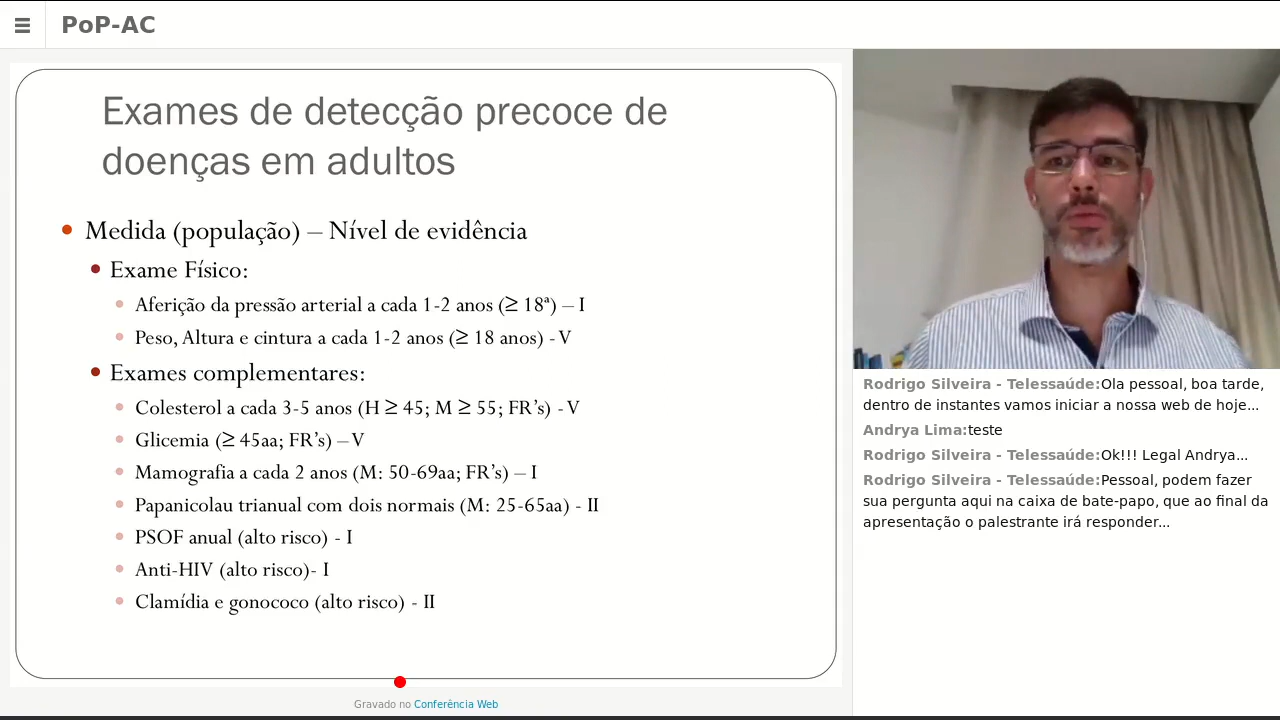 PoP-AC
Exames de detecção precoce de
doenças em adultos
Medida (população) – Nível de evidência
Exame Físico:
Aferição da pressão arterial a cada 1-2 anos (≥ 18ª) – I
Peso, Altura e cintura a cada 1-2 anos (≥ 18 anos) - V
Exames complementares:
Colesterol a cada 3-5 anos (H ≥ 45; M ≥ 55; FR’s) - V
Glicemia (≥ 45aa; FR’s) – V
Mamografia a cada 2 anos (M: 50-69aa; FR’s) – I
Papanicolau trianual com dois normais (M: 25-65aa) - II
PSOF anual (alto risco) - I
Anti-HIV (alto risco)- I
Clamídia e gonococo (alto risco) - II
Gravado no Conferência Web
Rodrigo Silveira - Telessaúde:Ola pessoal, boa tarde,
dentro de instantes vamos iniciar a nossa web de hoje...
Andrya Lima:teste
Rodrigo Silveira - Telessaúde:Ok!!! Legal Andrya...
Rodrigo Silveira - Telessaúde:Pessoal, podem fazer
sua pergunta aqui na caixa de bate-papo, que ao final da
apresentação o palestrante irá responder...